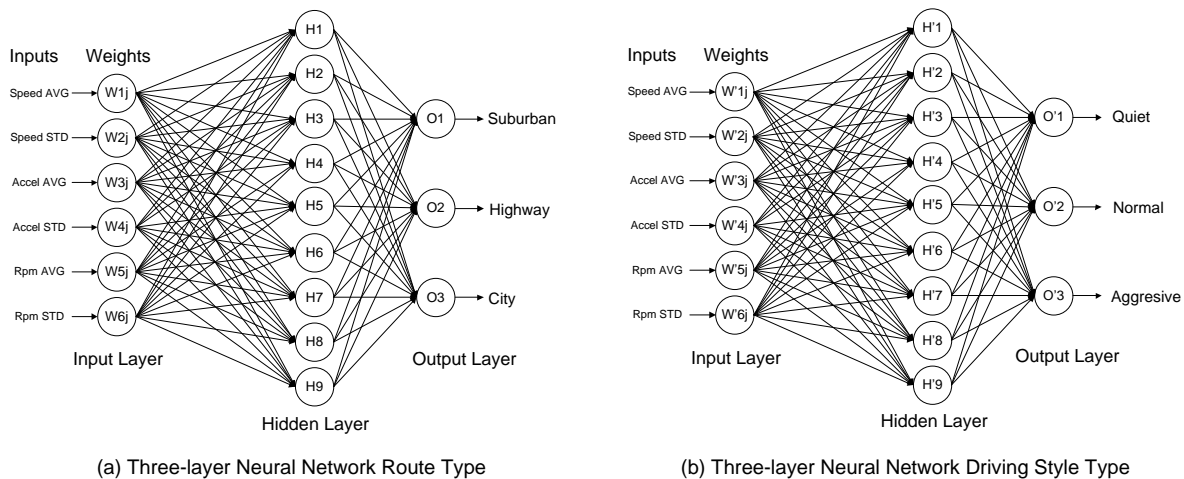 Inputs Weights
Speed AVG
Speed STD
Accel AVG
Accel STD
Rpm AVG
Rpm STD
W1j
W2j
W3j
W4j
W5j
W6j
Input Layer
H1
H2
H3
H4
H5
H6
H7
H8
H9
Hidden Layer
O1
O2
O3
Suburban
Highway
City
Output Layer
(a) Three-layer Neural Network Route Type
Inputs Weights
Speed AVG
Speed STD
Accel AVG
Accel STD
Rpm AVG
Rpm STD
W'1j
W'2j
W'3j
W'4j
W'5j
W'6j
Input Layer
H'1
H'2
H'3
H'4
H'5
H'6
H'7
H'8
H'9
Hidden Layer
O'1
O'2
O'3
Quiet
Normal
Aggresive
Output Layer
(b) Three-layer Neural Network Driving Style Type